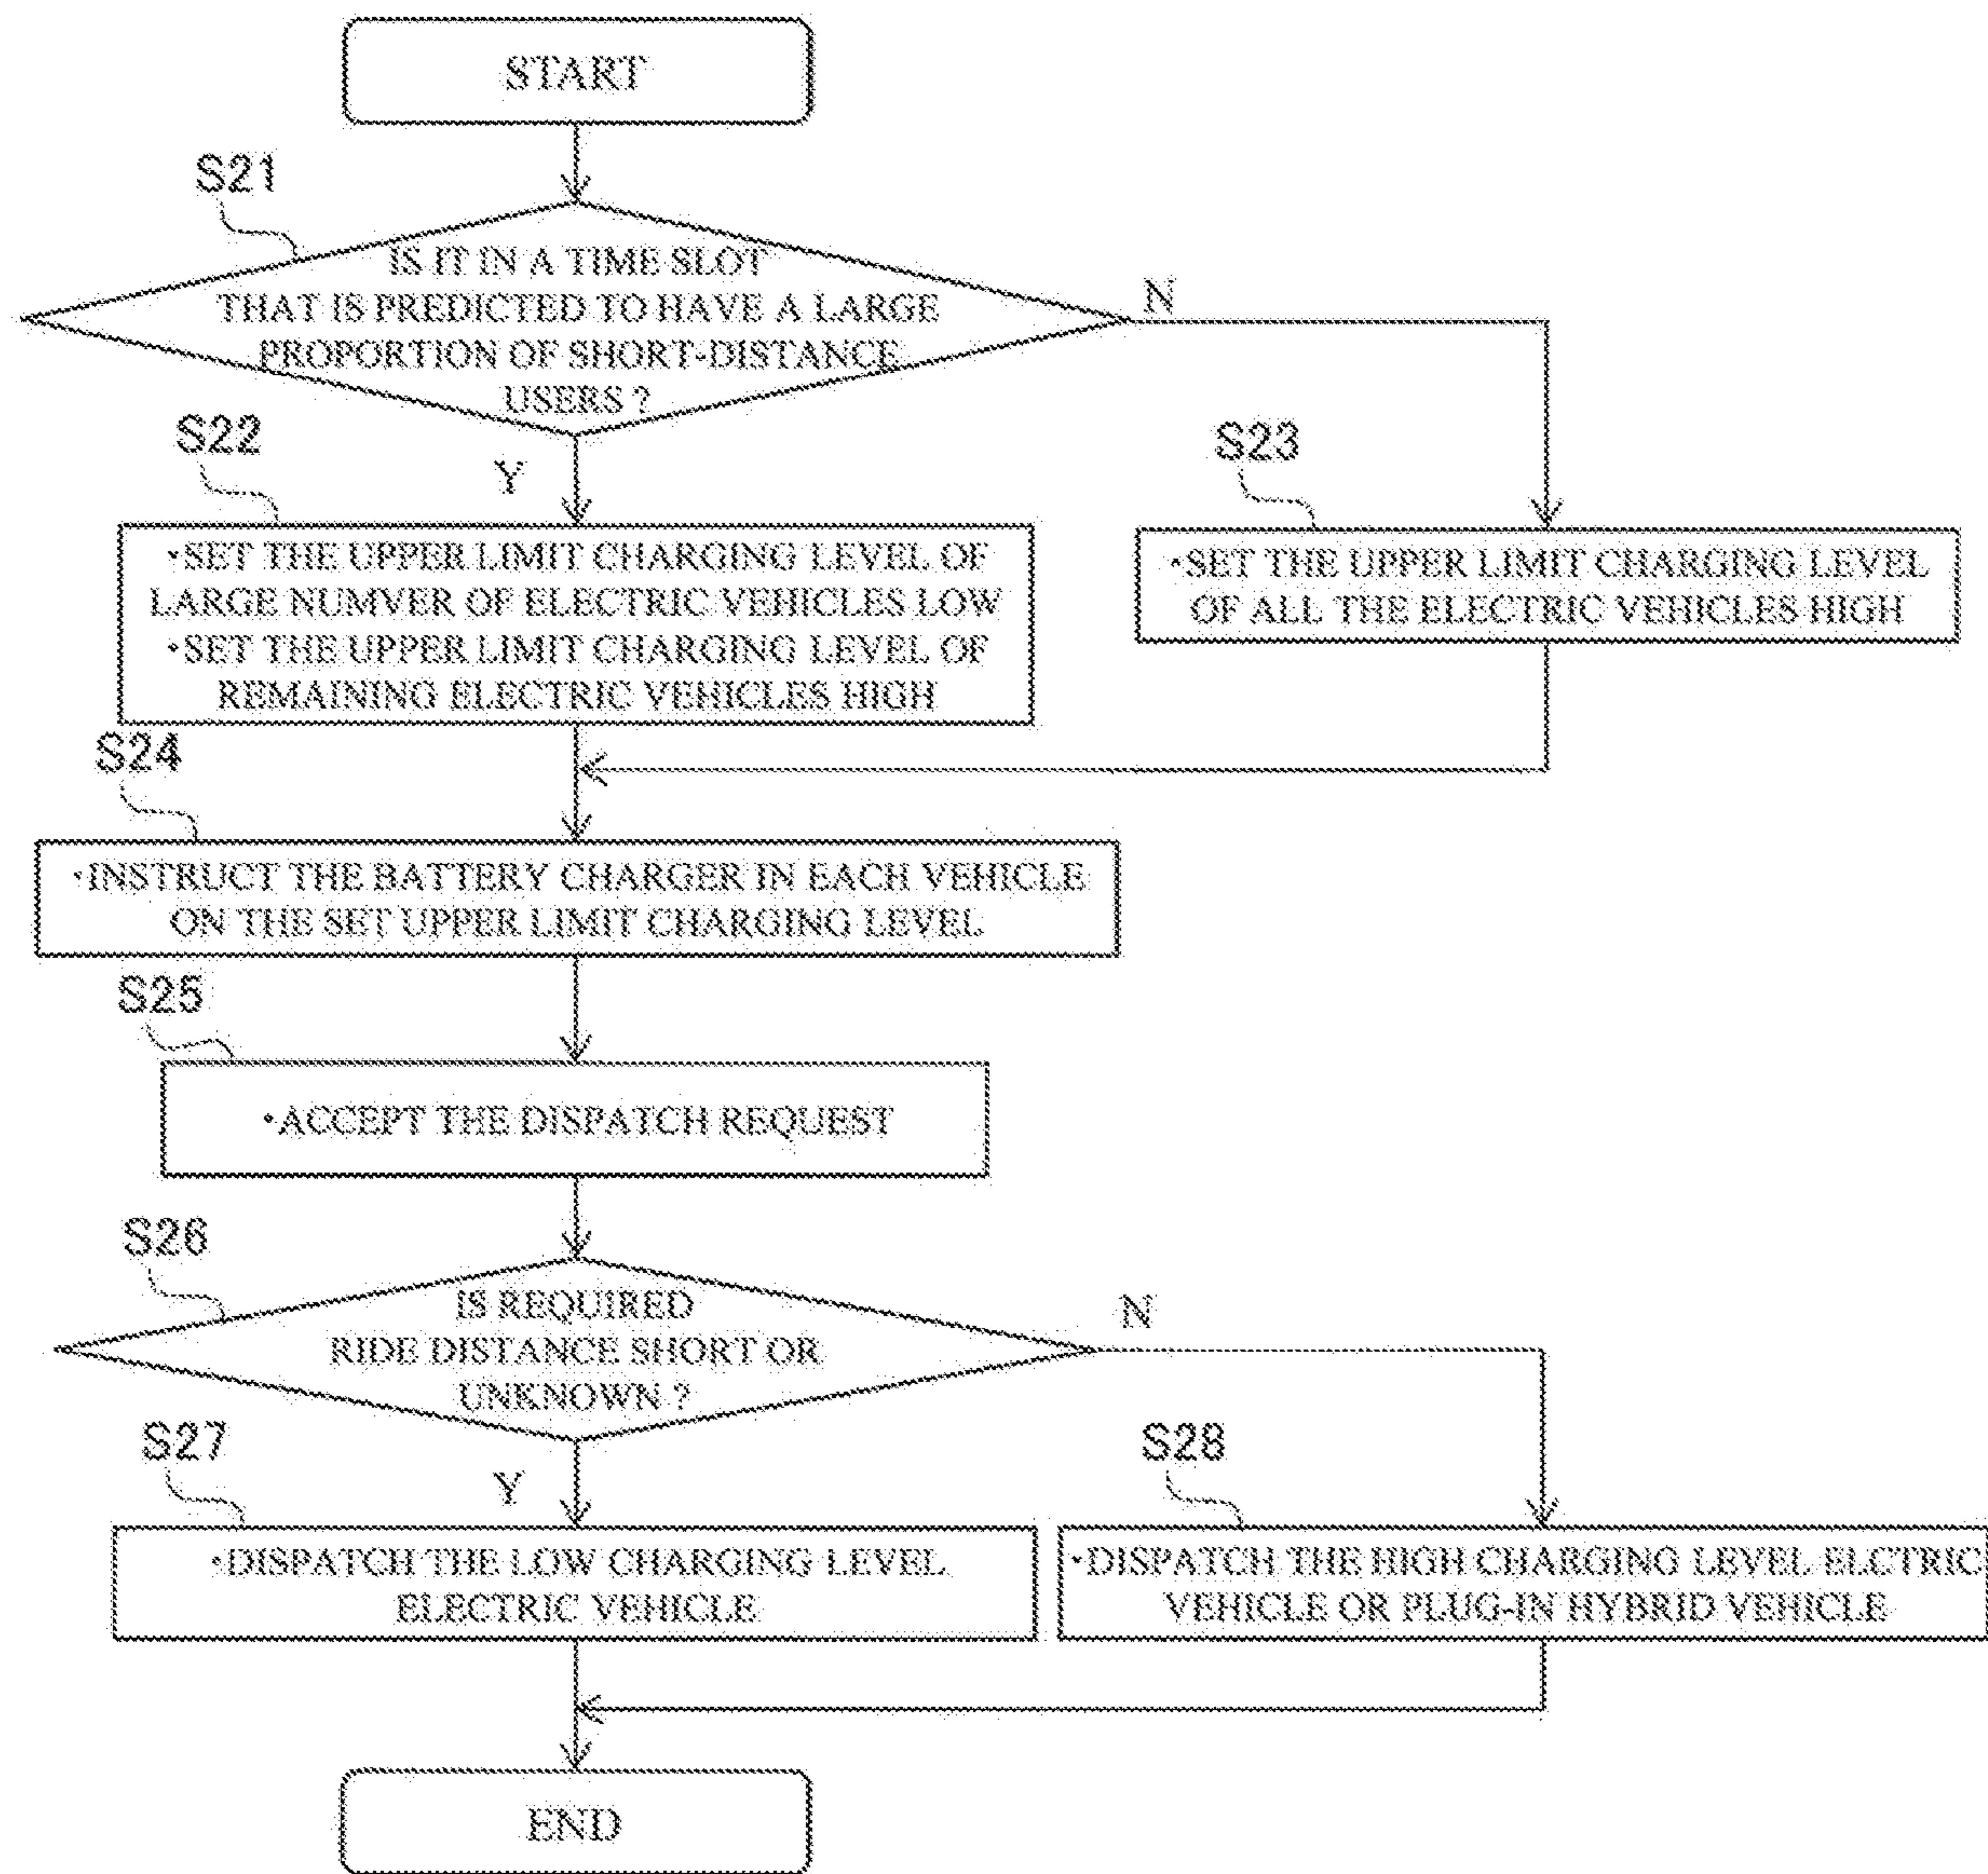 START
S21
IS IT IN A TIME SLOT
THAT IS PREDICTED TO HAVE A LARGE
PROPORTION OF SHORT-DISTANCE
USERS ?
N
S22
Y
S23
•SET THE UPPER LIMIT CHARGING LEVEL OF
LARGE NUMVER OF ELECTRIC VEHICLES LOW
•SET THE UPPER LIMIT CHARGING LEVEL OF
REMAINING ELECTRIC VEHICLES HIGH
•SET THE UPPER LIMIT CHARGING LEVEL
OF ALL THE ELECTRIC VEHICLES HIGH
S24
•INSTRUCT THE BATTERY CHARGER IN EACH VEHICLE
ON THE SET UPPER LIMIT CHARGING LEVEL
S25
•ACCEPT THE DISPATCH REQUEST
S26
IS REQUIRED
RIDE DISTANCE SHORT OR
UNKNOWN ?
N
S27
Y
S28
•DISPATCH THE LOW CHARGING LEVEL
ELECTRIC VEHICLE
•DISPATCH THE HIGH CHARGING LEVEL ELCTRIC
VEHICLE OR PLUG-IN HYBRID VEHICLE
END